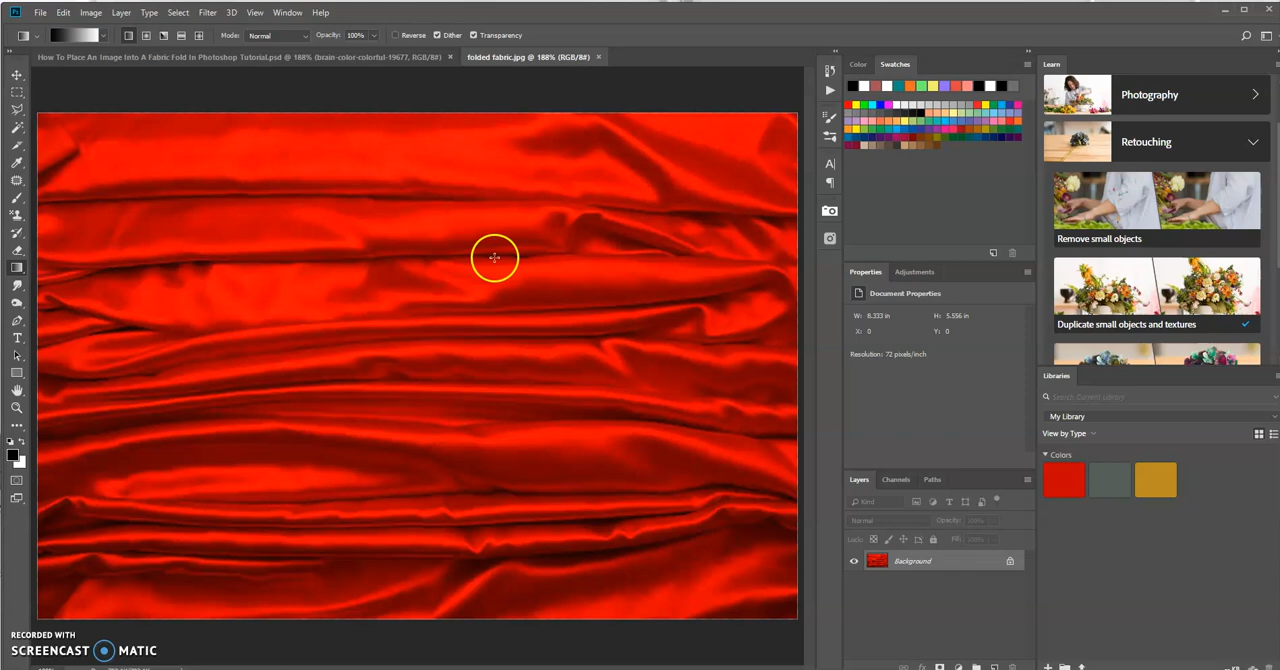 Ps File Edit Image Layer Type Select Filter 3D View Window Help
Mode: Normal Opacity: 100% Reverse Dither Transparency
How To Place An Image Into A Fabric Fold In Photoshop Tutorial.psd @ 188% (brain-color-colorful-19677, RGB/8#) ×
folded fabric.jpg @ 188% (RGB/8#) ×
Color Swatches
Learn
Photography
Retouching
Remove small objects
Duplicate small objects and textures
Properties Adjustments
Document Properties
W: 8.333 in H: 5.556 in
X: 0 Y: 0
Resolution: 72 pixels/inch
Libraries
Search Current Library
My Library
View by Type
Colors
Layers Channels Paths
Kind
Normal Opacity: 100%
Lock: Fill: 100%
Background
RECORDED WITH
SCREENCAST MATIC